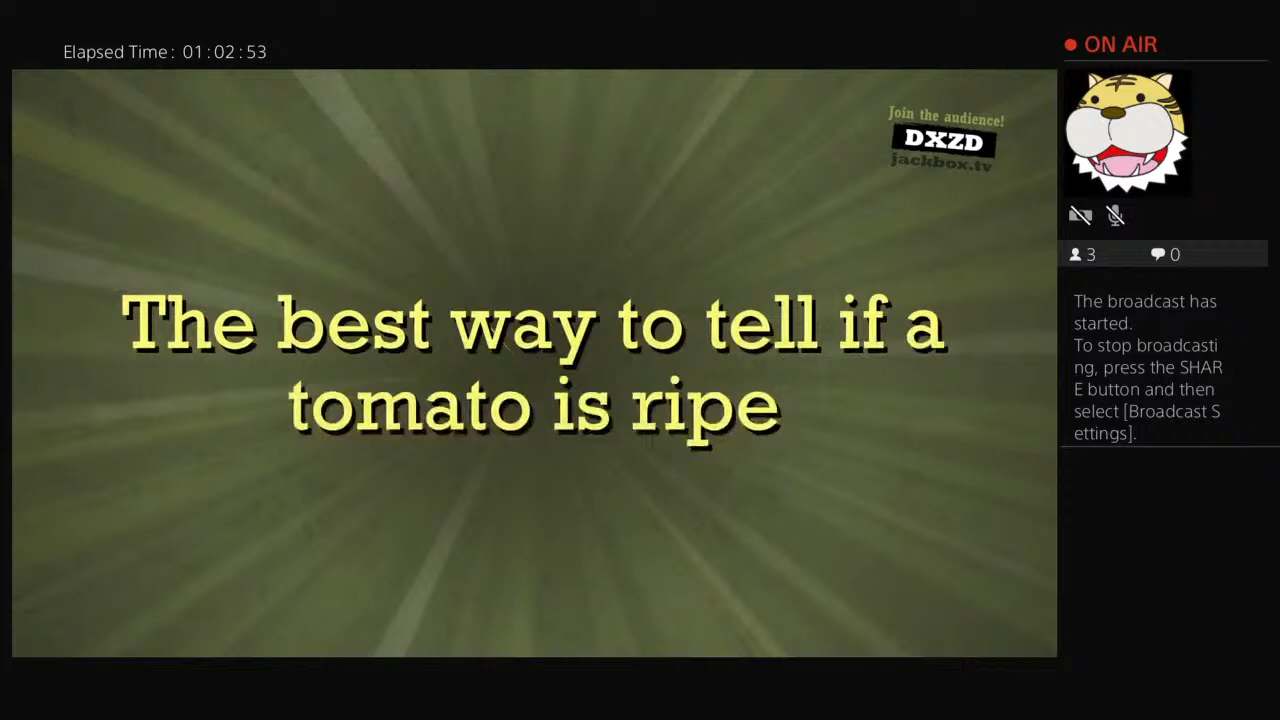 Elapsed Time: 01:02:53
ON AIR
Join the audience!
DXZD
jackbox.tv
The best way to tell if a
tomato is ripe
3
0
The broadcast has
started.
To stop broadcasti
ng, press the SHAR
E button and then
select [Broadcast S
ettings].